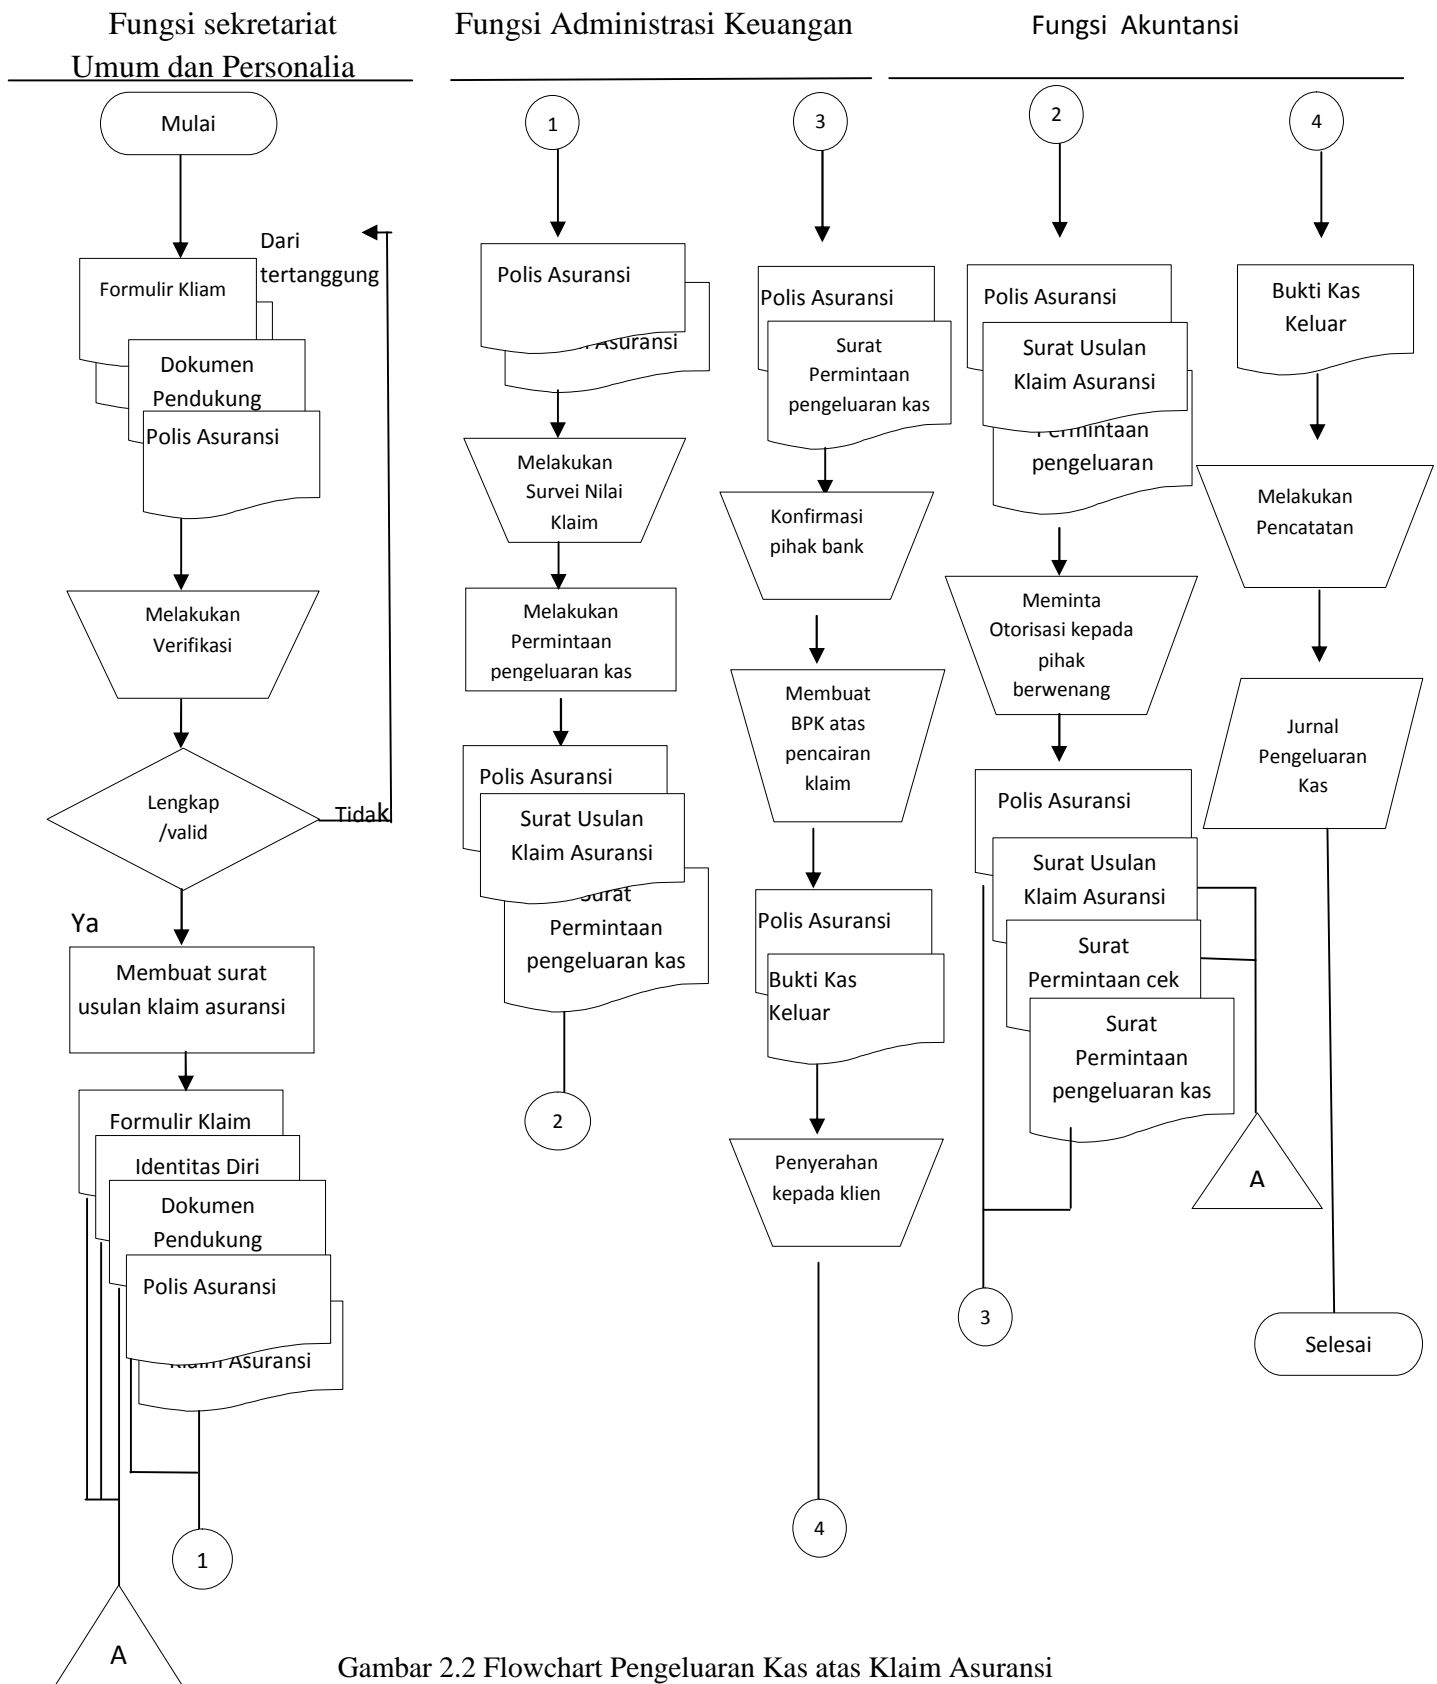 Fungsi sekretariat
Umum dan Personalia
Mulai
Dari
tertanggung
Formulir Kliam
Dokumen
Pendukung
Polis Asuransi
Melakukan
Verifikasi
Lengkap
/valid
Tidak
Ya
Membuat surat
usulan klaim asuransi
Formulir Klaim
Identitas Diri
Dokumen
Pendukung
Polis Asuransi
Klaim Asuransi
1
A
Fungsi Administrasi Keuangan
1
Polis Asuransi
Asuransi
Melakukan
Survei Nilai
Klaim
Melakukan
Permintaan
pengeluaran kas
Polis Asuransi
Surat Usulan
Klaim Asuransi
Surat
Permintaan
pengeluaran kas
2
3
Polis Asuransi
Surat
Permintaan
pengeluaran kas
Konfirmasi
pihak bank
Membuat
BPK atas
pencairan
klaim
Polis Asuransi
Bukti Kas
Keluar
Penyerahan
kepada klien
4
Fungsi Akuntansi
2
Polis Asuransi
Surat Usulan
Klaim Asuransi
Permintaan
pengeluaran
Meminta
Otorisasi kepada
pihak
berwenang
Polis Asuransi
Surat Usulan
Klaim Asuransi
Surat
Permintaan cek
Surat
Permintaan
pengeluaran kas
A
3
4
Bukti Kas
Keluar
Melakukan
Pencatatan
Jurnal
Pengeluaran
Kas
Selesai
Gambar 2.2 Flowchart Pengeluaran Kas atas Klaim Asuransi